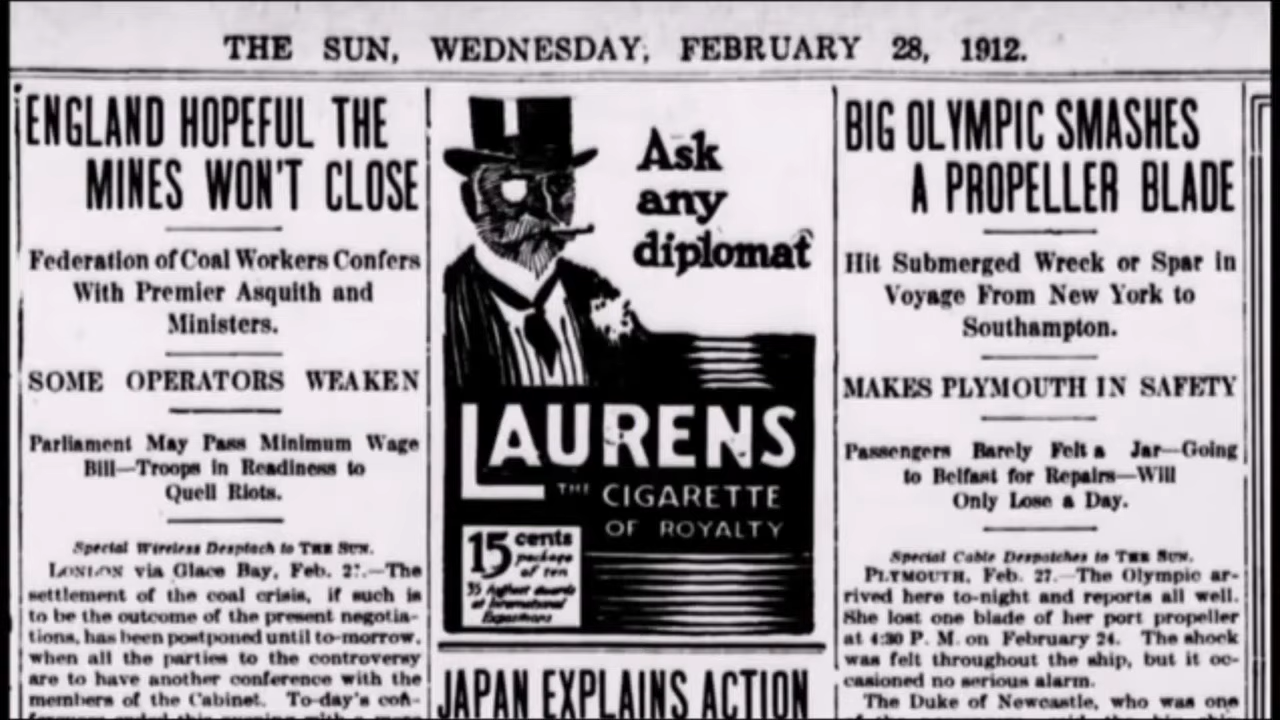 THE SUN, WEDNESDAY, FEBRUARY 28, 1912.
ENGLAND HOPEFUL THE
MINES WON'T CLOSE
Federation of Coal Workers Confers
With Premier Asquith and
Ministers.
SOME OPERATORS WEAKEN
Parliament May Pass Minimum Wage
Bill—Troops in Readiness to
Quell Riots.
Special Wireless Despatch to THE SUN.
LONDON via Glace Bay, Feb. 27.—The
settlement of the coal crisis, if such is
to be the outcome of the present negotia-
tions, has been postponed until to-morrow,
when all the parties to the controversy
are to have another conference with the
members of the Cabinet. To-day's con-
Ask
any
diplomat
LAURENS
THE CIGARETTE
OF ROYALTY
15 cents
package
of ten
35 highest awards
at International
Expositions
JAPAN EXPLAINS ACTION
BIG OLYMPIC SMASHES
A PROPELLER BLADE
Hit Submerged Wreck or Spar in
Voyage From New York to
Southampton.
MAKES PLYMOUTH IN SAFETY
Passengers Barely Felt a Jar—Going
to Belfast for Repairs—Will
Only Lose a Day.
Special Cable Despatches to THE SUN.
PLYMOUTH, Feb. 27.—The Olympic ar-
rived here to-night and reports all well.
She lost one blade of her port propeller
at 4:30 P. M. on February 24. The shock
was felt throughout the ship, but it oc-
casioned no serious alarm.
The Duke of Newcastle, who was one